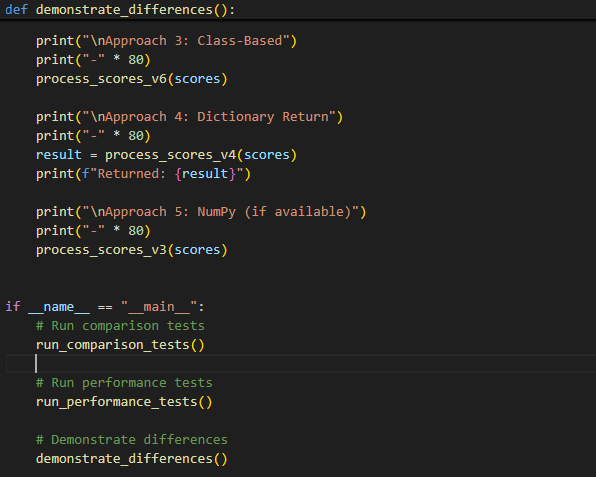 def demonstrate_differences():
    print("\nApproach 3: Class-Based")
    print("-" * 80)
    process_scores_v6(scores)
    print("\nApproach 4: Dictionary Return")
    print("-" * 80)
    result = process_scores_v4(scores)
    print(f"Returned: {result}")
    print("\nApproach 5: NumPy (if available)")
    print("-" * 80)
    process_scores_v3(scores)
if __name__ == "__main__":
    # Run comparison tests
    run_comparison_tests()
    # Run performance tests
    run_performance_tests()
    # Demonstrate differences
    demonstrate_differences()